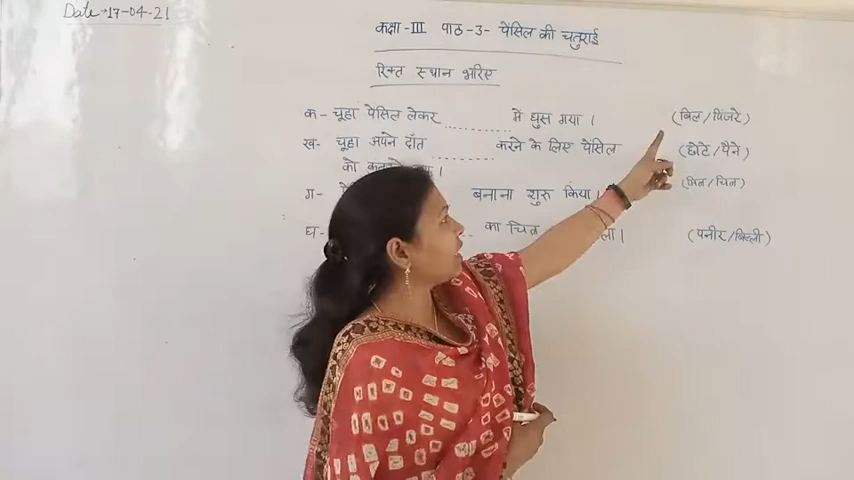 Date→17-04-21
कक्षा-III पाठ-3- पेंसिल की चतुराई
रिक्त स्थान भरिए
क- चूहा पेंसिल लेकर .............. में घुस गया। (बिल/पिंजरे)
ख- चूहा अपने दाँत .............. करने के लिए पेंसिल (छोटे/पैने)
को
ग- बनाना शुरू किया। (मित्र/चित्र)
घ- का चित्र ला। (पनीर/बिल्ली)